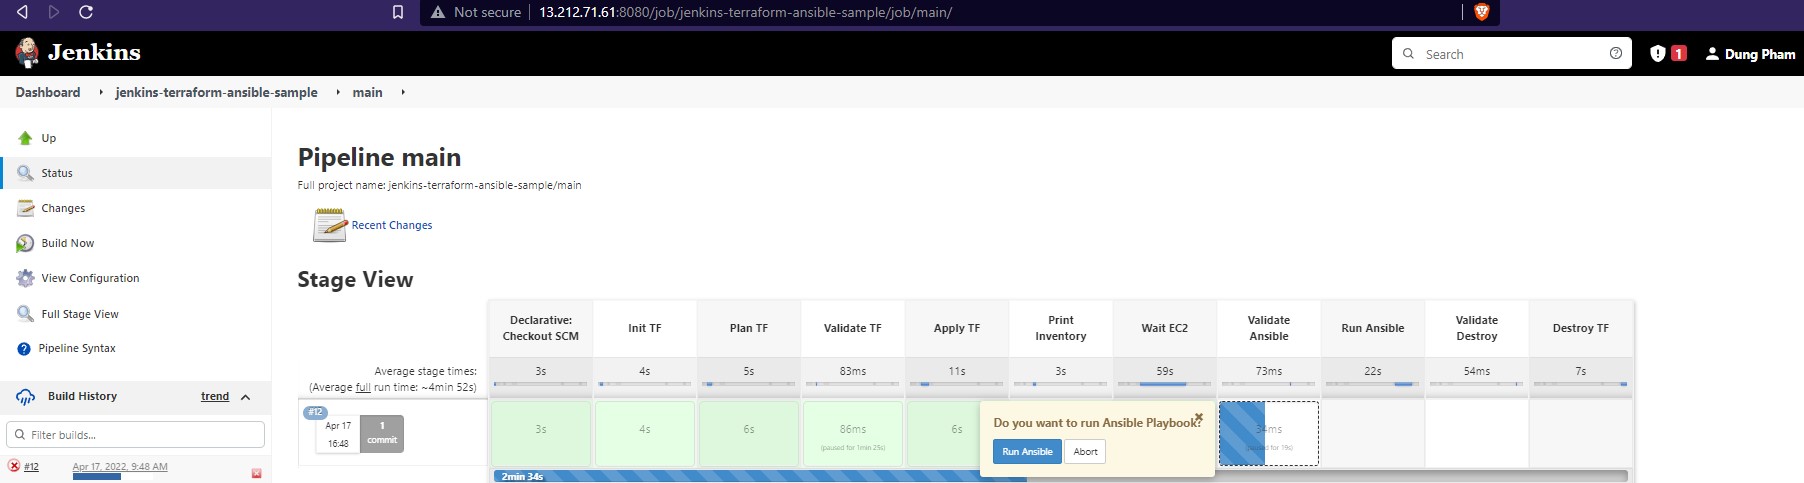 Not secure 13.212.71.61:8080/job/jenkins-terraform-ansible-sample/job/main/
Jenkins
Search
1
Dung Pham
Dashboard jenkins-terraform-ansible-sample main
Up
Status
Changes
Build Now
View Configuration
Full Stage View
Pipeline Syntax
Build History trend
Filter builds...
#12 Apr 17, 2022, 9:48 AM
Pipeline main
Full project name: jenkins-terraform-ansible-sample/main
Recent Changes
Stage View
Declarative: Checkout SCM
Init TF
Plan TF
Validate TF
Apply TF
Print Inventory
Wait EC2
Validate Ansible
Run Ansible
Validate Destroy
Destroy TF
Average stage times:
(Average full run time: ~4min 52s)
3s 4s 5s 83ms 11s 3s 59s 73ms 22s 54ms 7s
#12
Apr 17
16:48
1
commit
3s 4s 6s 86ms 6s
(paused for 1min 25s)
Do you want to run Ansible Playbook?
Run Ansible Abort
34ms
(paused for 19s)
2min 34s